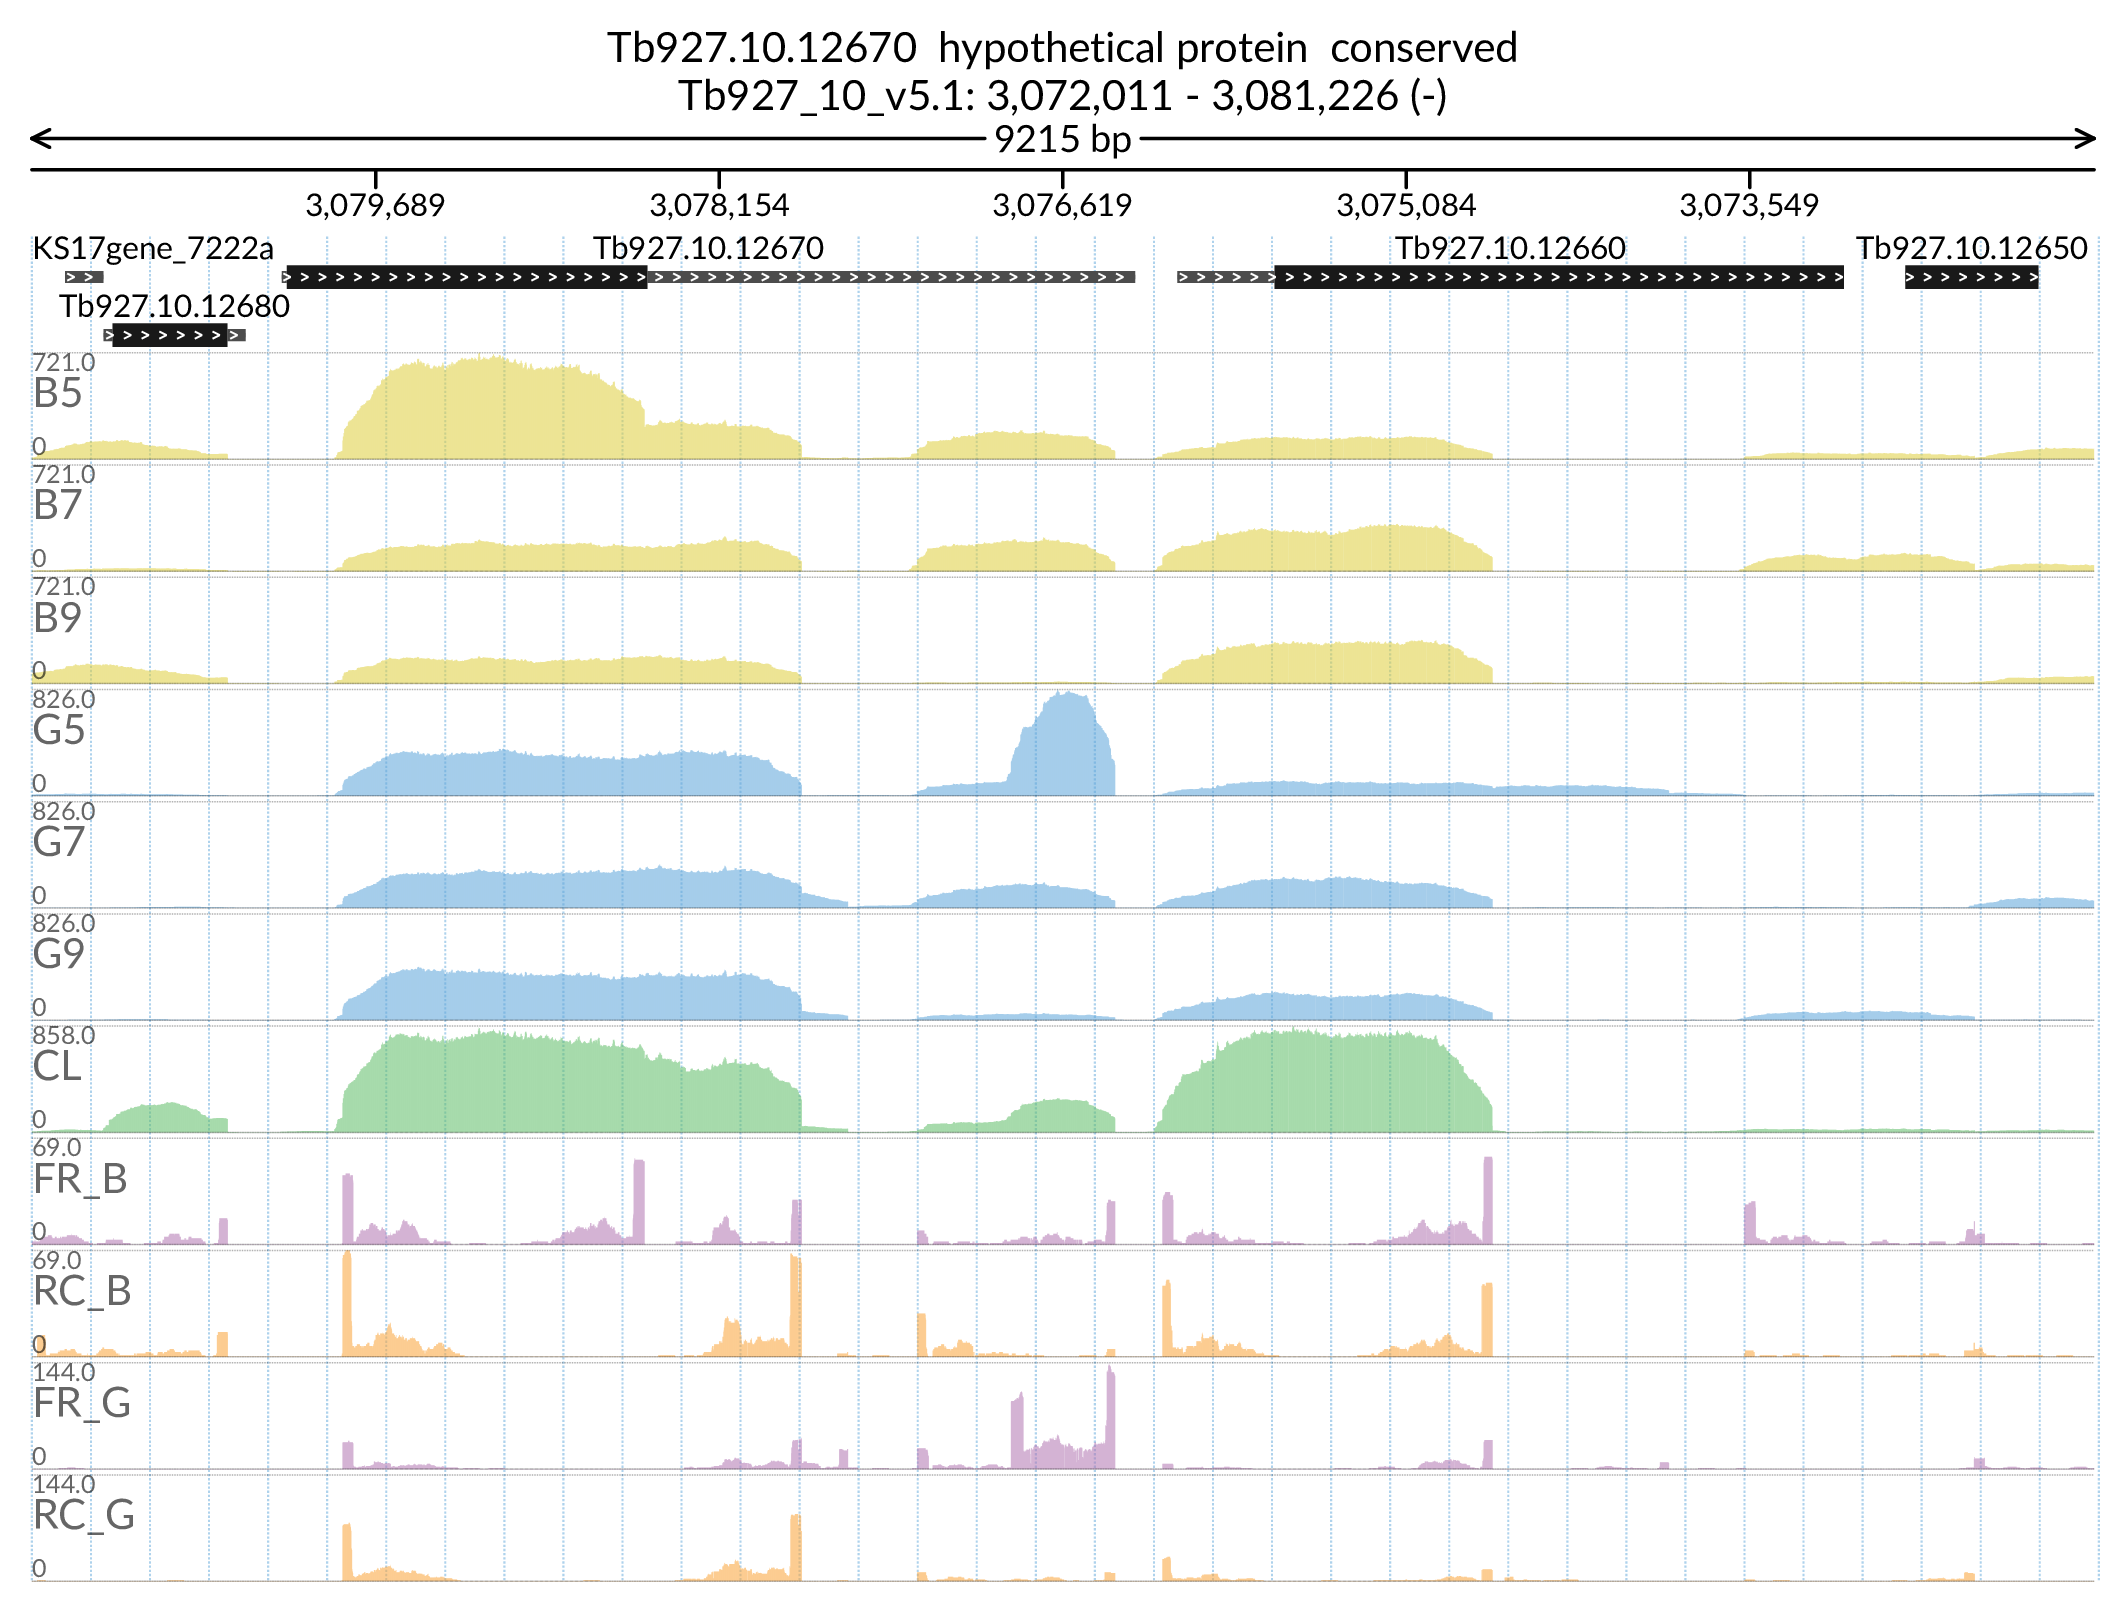 Tb927.10.12670 hypothetical protein conserved
Tb927_10_v5.1: 3,072,011 - 3,081,226 (-)
9215 bp
3,079,689 3,078,154 3,076,619 3,075,084 3,073,549
KS17gene_7222a Tb927.10.12670 Tb927.10.12660 Tb927.10.12650
Tb927.10.12680
721.0
B5
0
721.0
B7
0
721.0
B9
0
826.0
G5
0
826.0
G7
0
826.0
G9
0
858.0
CL
0
69.0
FR_B
0
69.0
RC_B
0
144.0
FR_G
0
144.0
RC_G
0